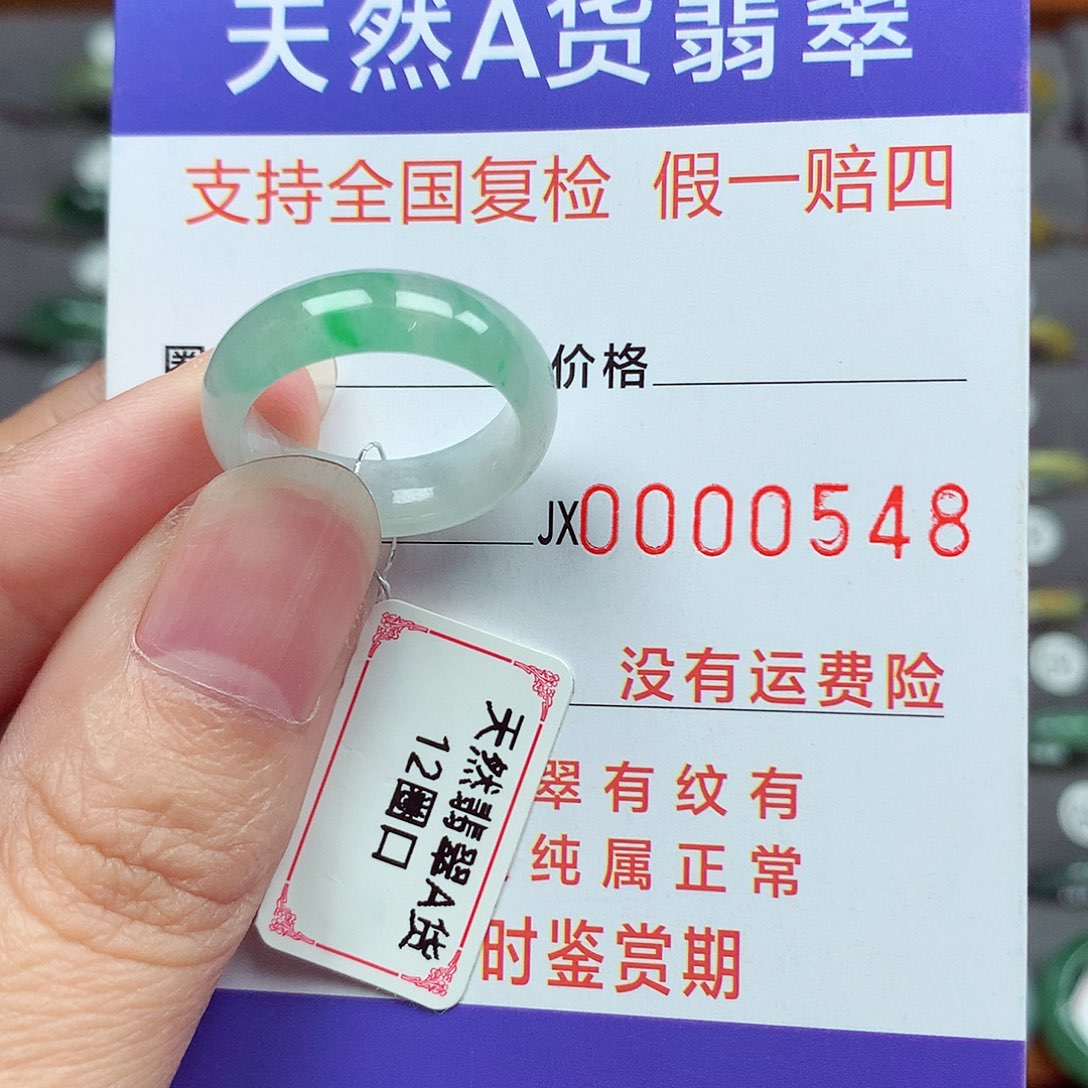 天然A货翡翠
支持全国复检 假一赔四
圈 价格
JX0000548
没有运费险
翠有纹有
纯属正常
时鉴赏期
天然翡翠A货
12圈口